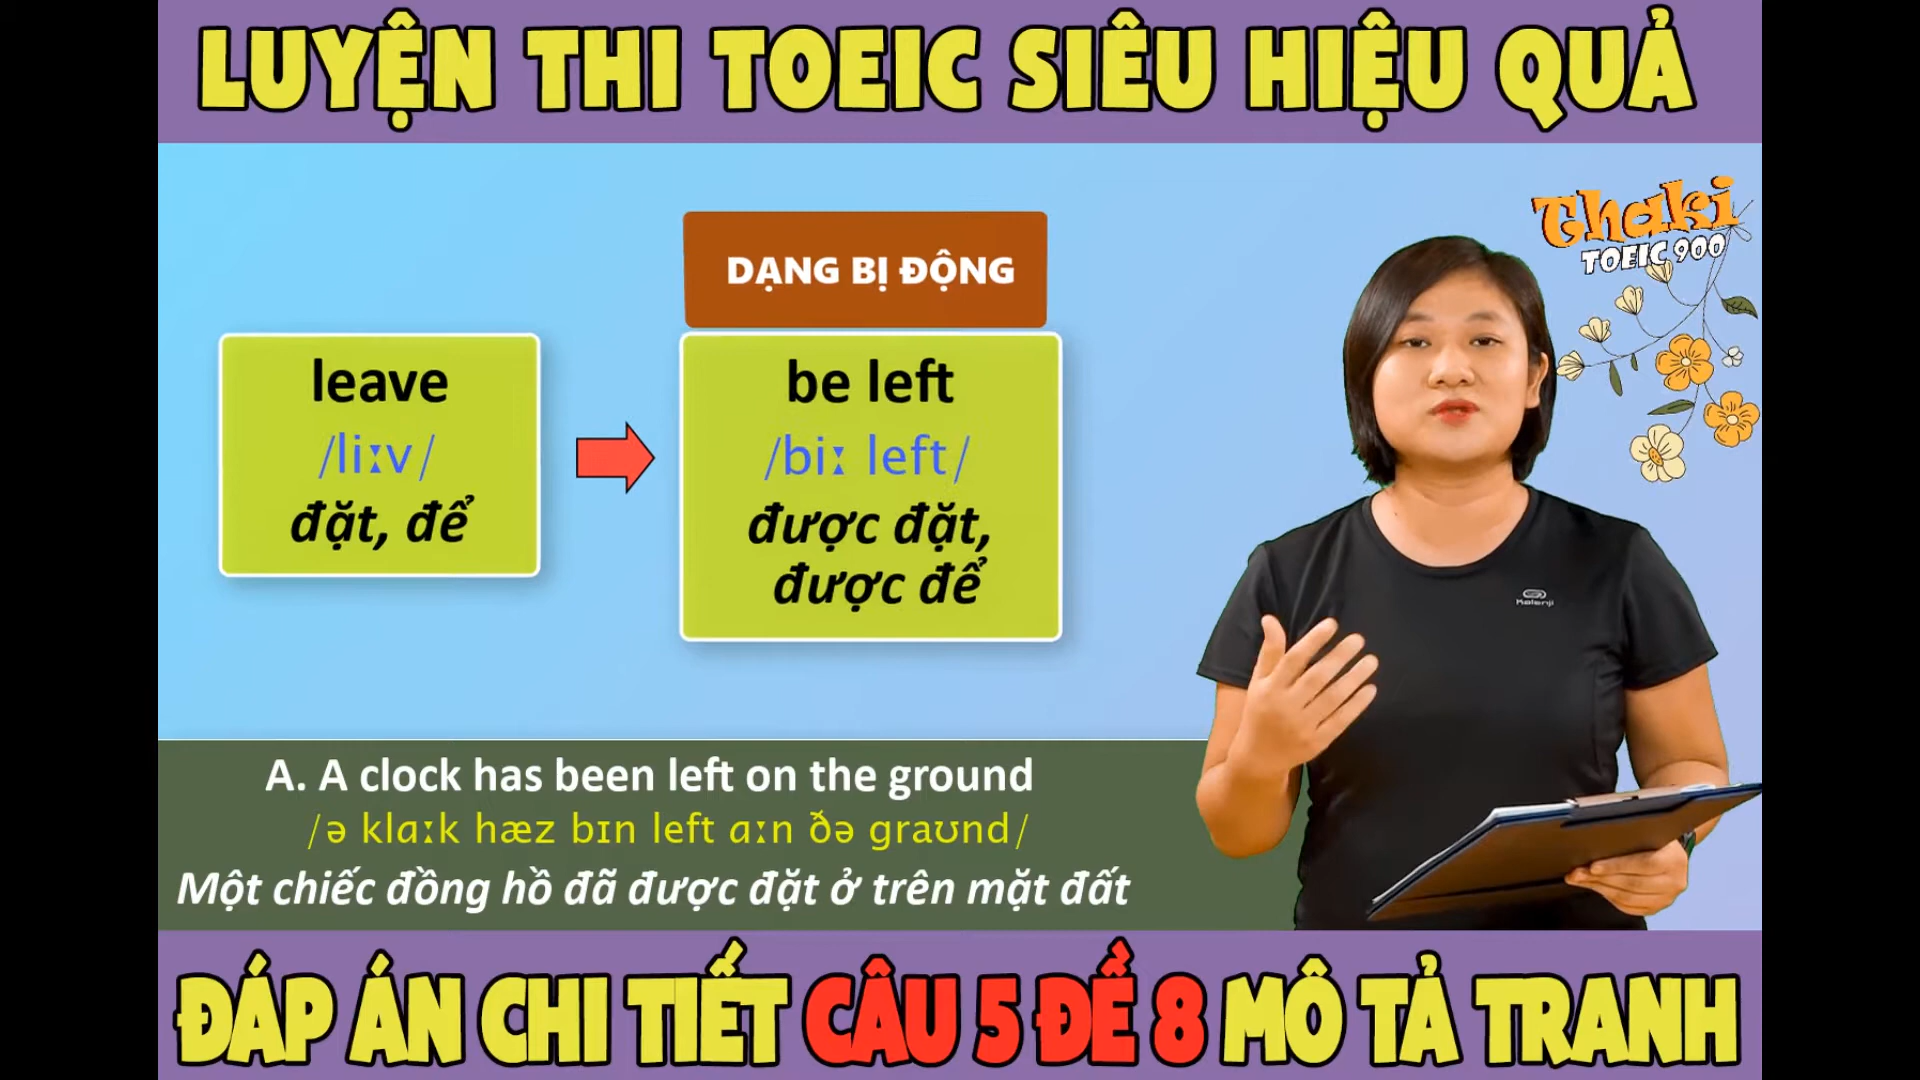 LUYỆN THI TOEIC SIÊU HIỆU QUẢ
Thaki
TOEIC 900
DẠNG BỊ ĐỘNG
leave
/liːv/
đặt, để
be left
/biː left/
được đặt,
được để
Kalenji
A. A clock has been left on the ground
/ə klɑːk hæz bɪn left ɑːn ðə graʊnd/
Một chiếc đồng hồ đã được đặt ở trên mặt đất
ĐÁP ÁN CHI TIẾT CÂU 5 ĐỀ 8 MÔ TẢ TRANH